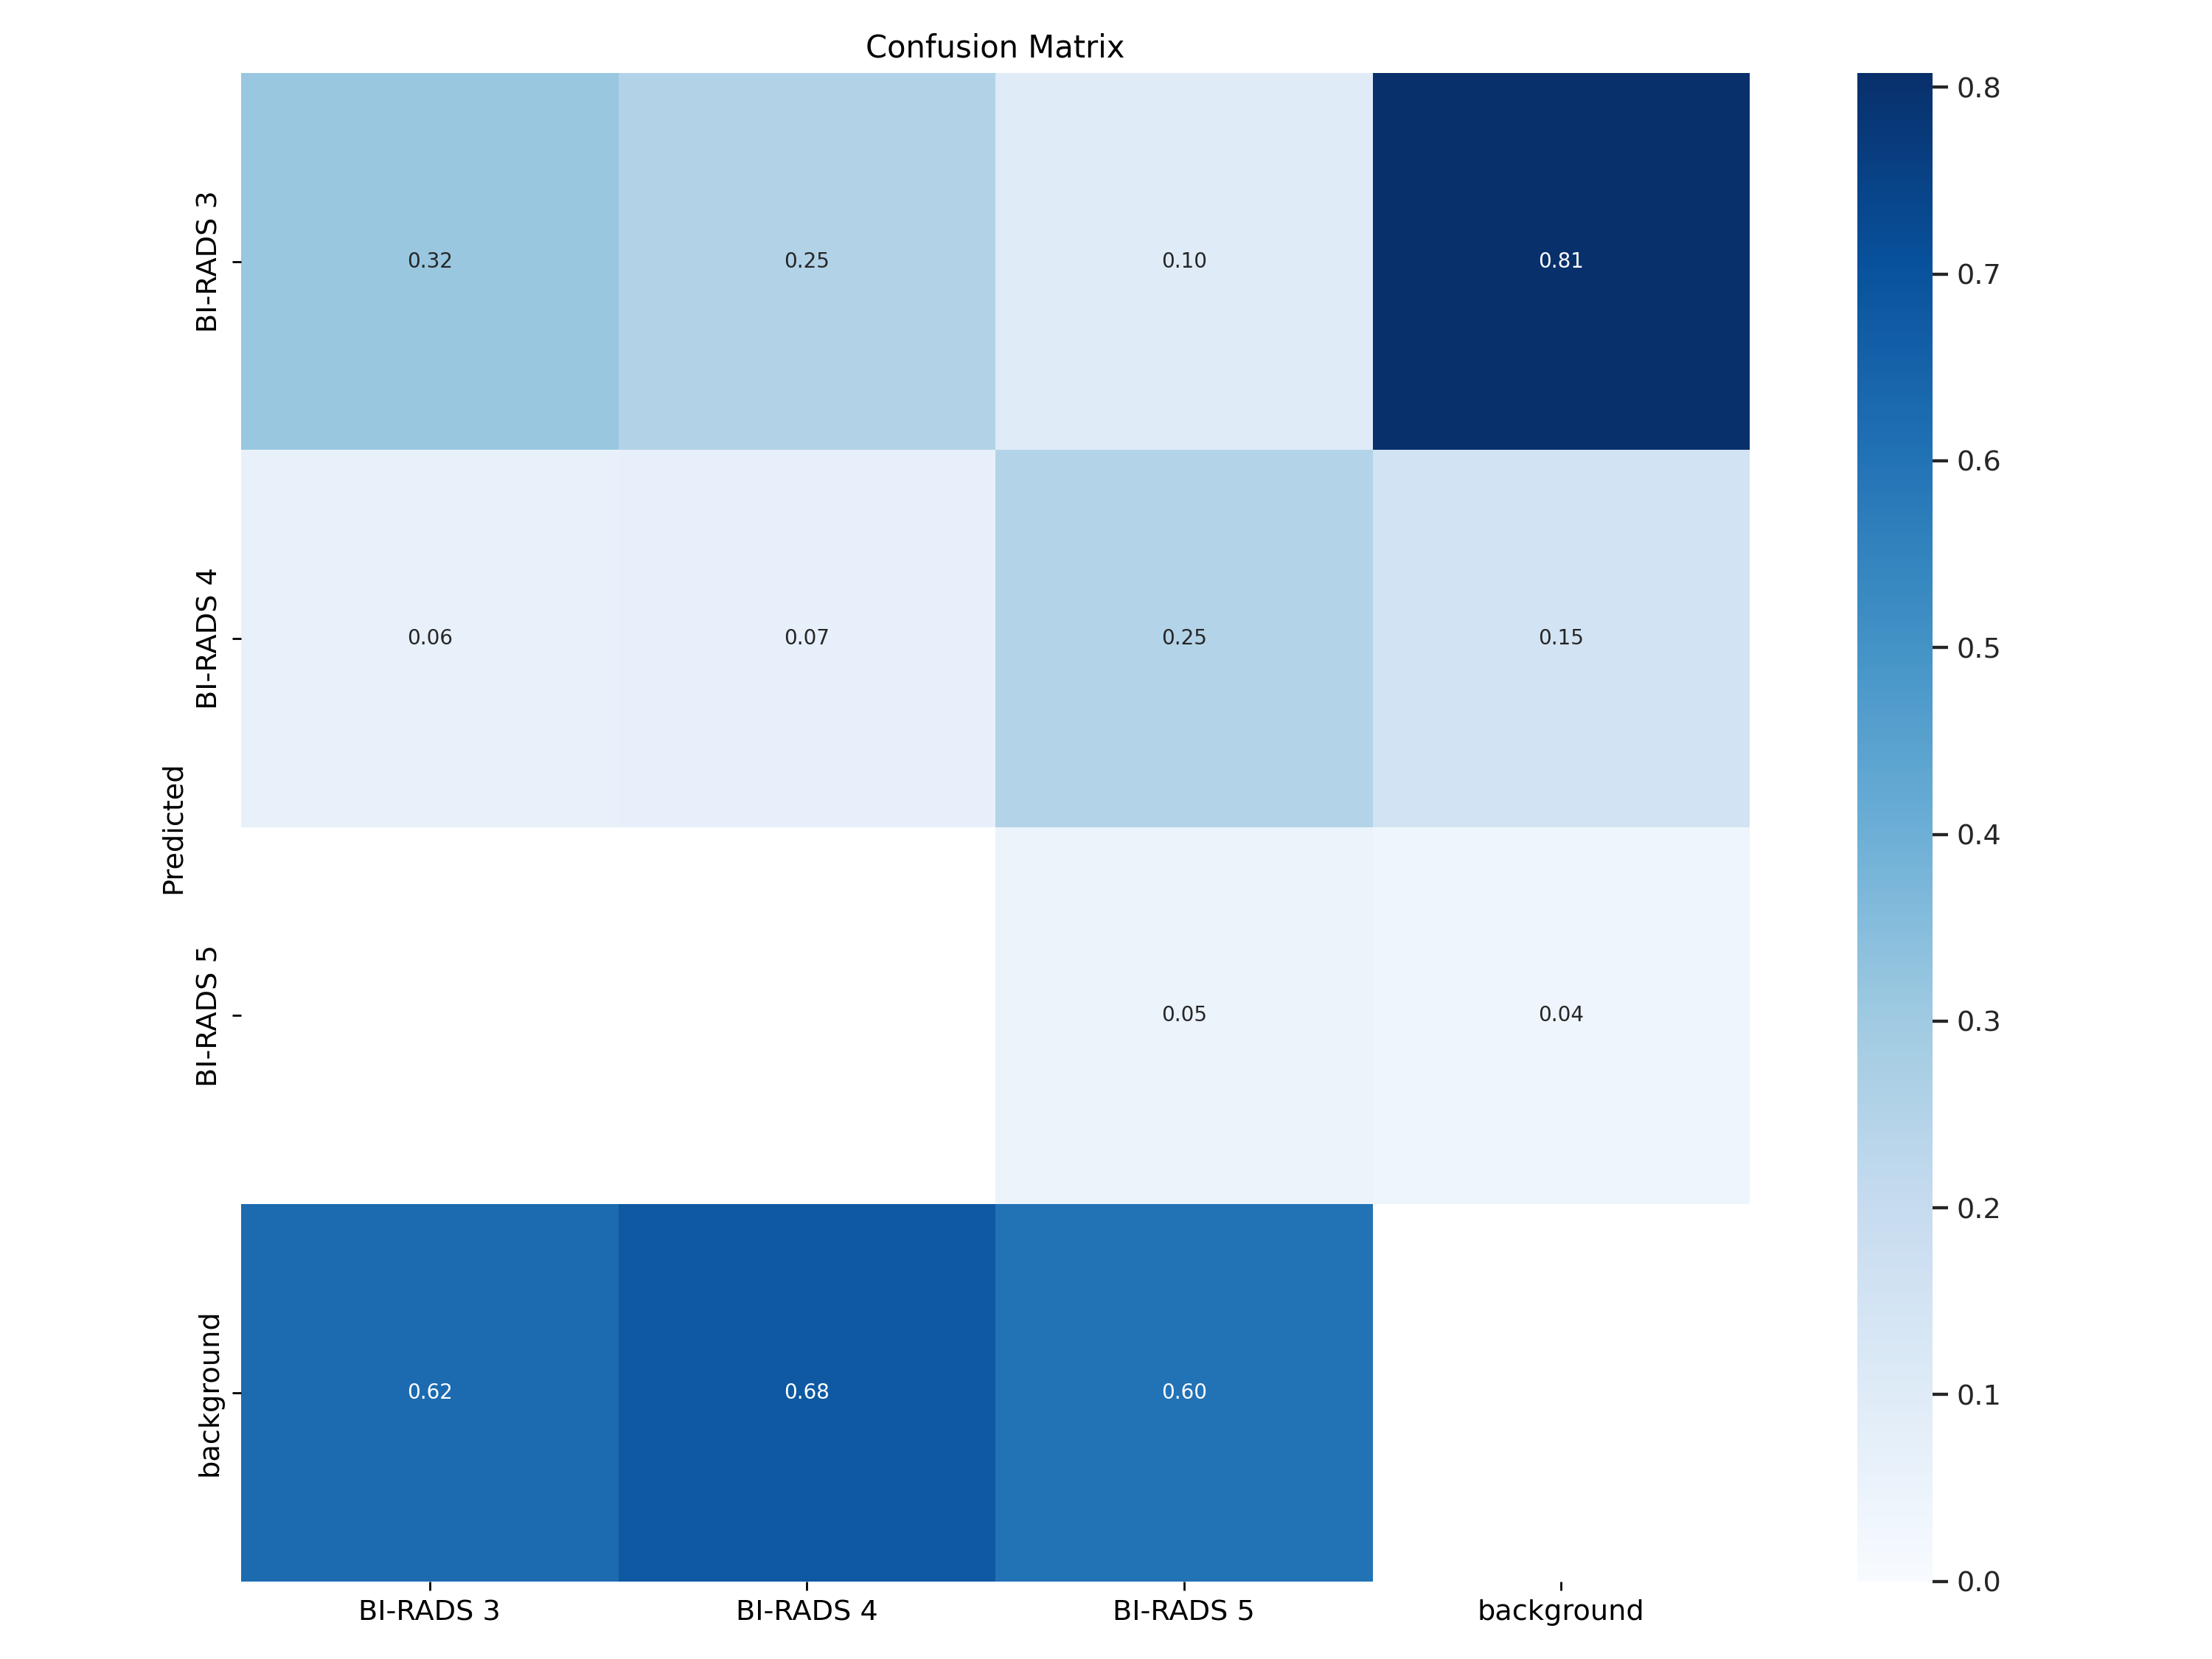 Confusion Matrix
BI-RADS 3
0.32 0.25 0.10 0.81
BI-RADS 4
0.06 0.07 0.25 0.15
Predicted
BI-RADS 5
0.05 0.04
background
0.62 0.68 0.60
BI-RADS 3 BI-RADS 4 BI-RADS 5 background
0.8
0.7
0.6
0.5
0.4
0.3
0.2
0.1
0.0